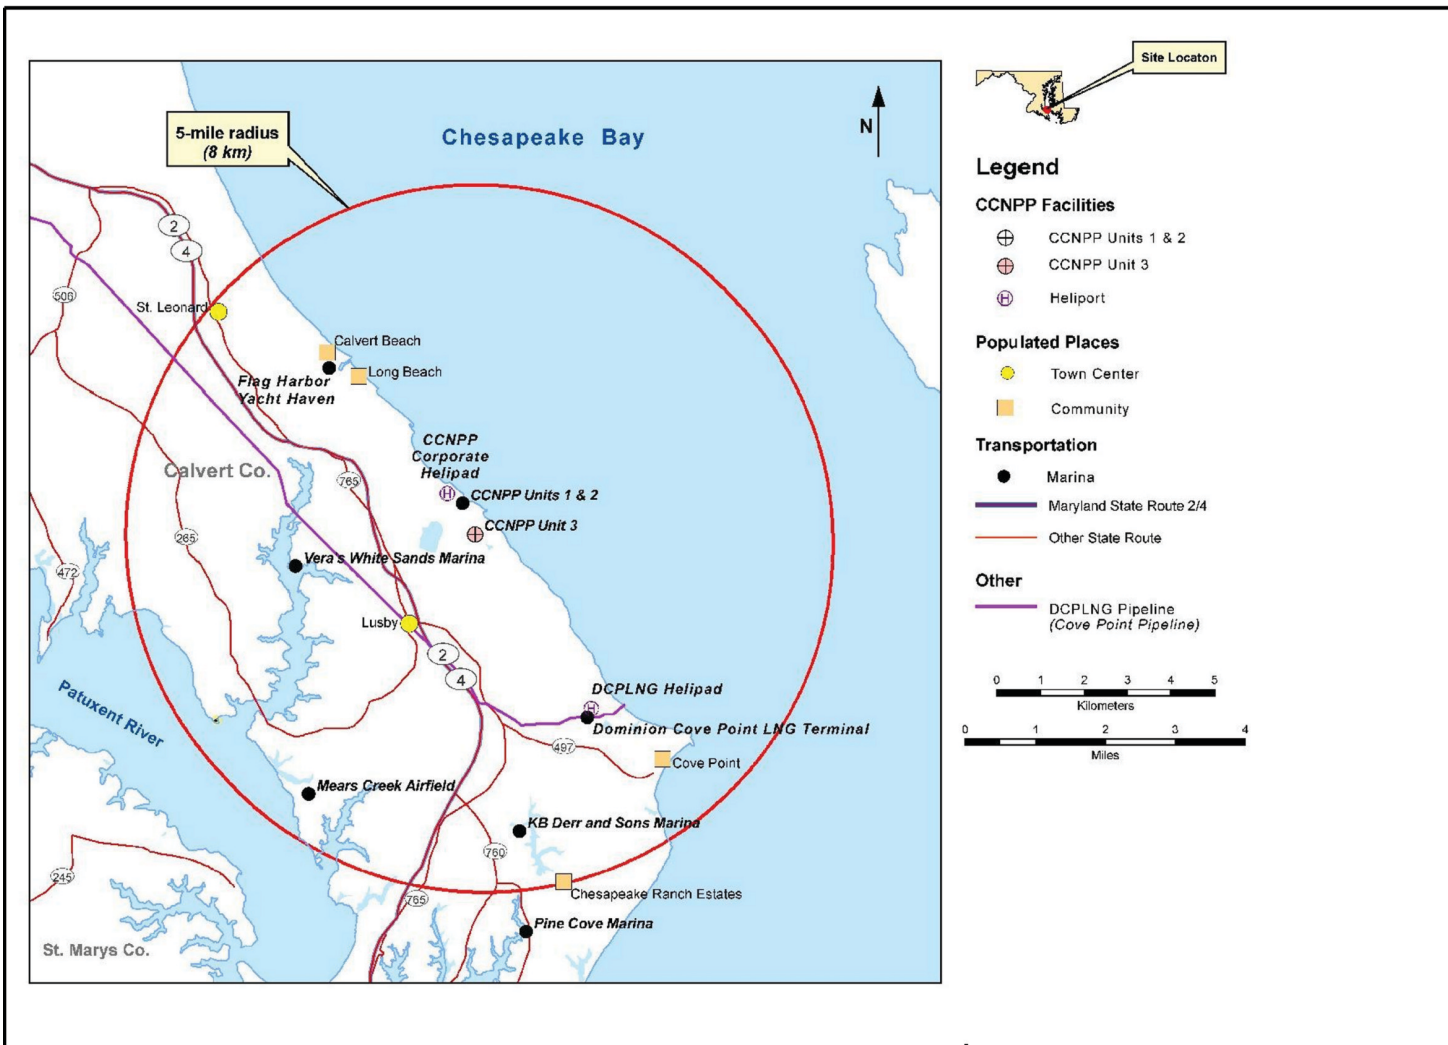 Site Locaton
5-mile radius
(8 km)
Chesapeake Bay
N
Legend
CCNPP Facilities
CCNPP Units 1 & 2
CCNPP Unit 3
H Heliport
Populated Places
Town Center
Community
Transportation
Marina
Maryland State Route 2/4
Other State Route
Other
DCPLNG Pipeline
(Cove Point Pipeline)
0 1 2 3 4 5
Kilometers
0 1 2 3 4
Miles
2
4
506
St. Leonard
Calvert Beach
Long Beach
Flag Harbor
Yacht Haven
CCNPP
Corporate
Helipad
Calvert Co.
765
H
CCNPP Units 1 & 2
CCNPP Unit 3
265
Vera's White Sands Marina
472
Lusby
2
4
Patuxent River
DCPLNG Helipad
H
Dominion Cove Point LNG Terminal
497
Cove Point
Mears Creek Airfield
KB Derr and Sons Marina
760
245
765
Chesapeake Ranch Estates
Pine Cove Marina
St. Marys Co.